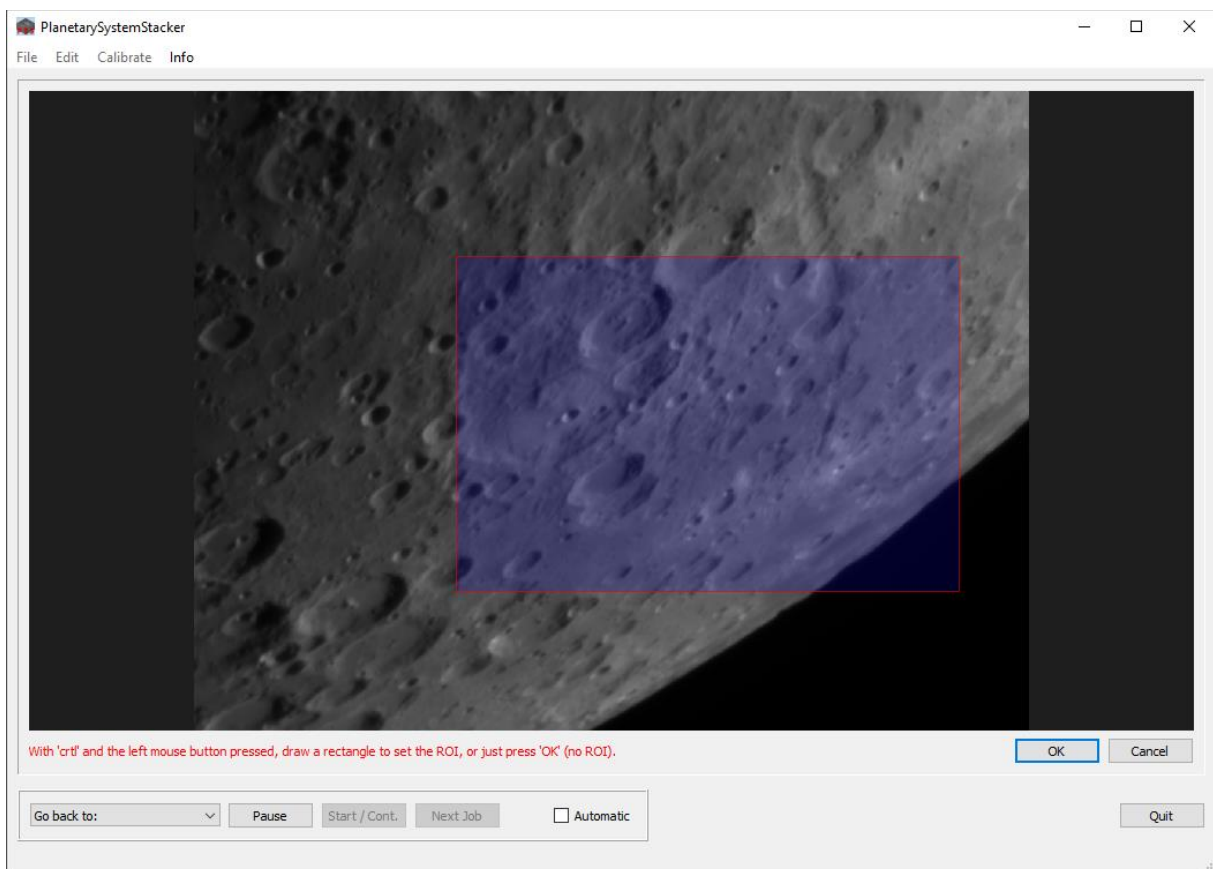 PlanetarySystemStacker
File Edit Calibrate Info
With 'crtl' and the left mouse button pressed, draw a rectangle to set the ROI, or just press 'OK' (no ROI).
OK Cancel
Go back to: Pause Start / Cont. Next Job Automatic Quit